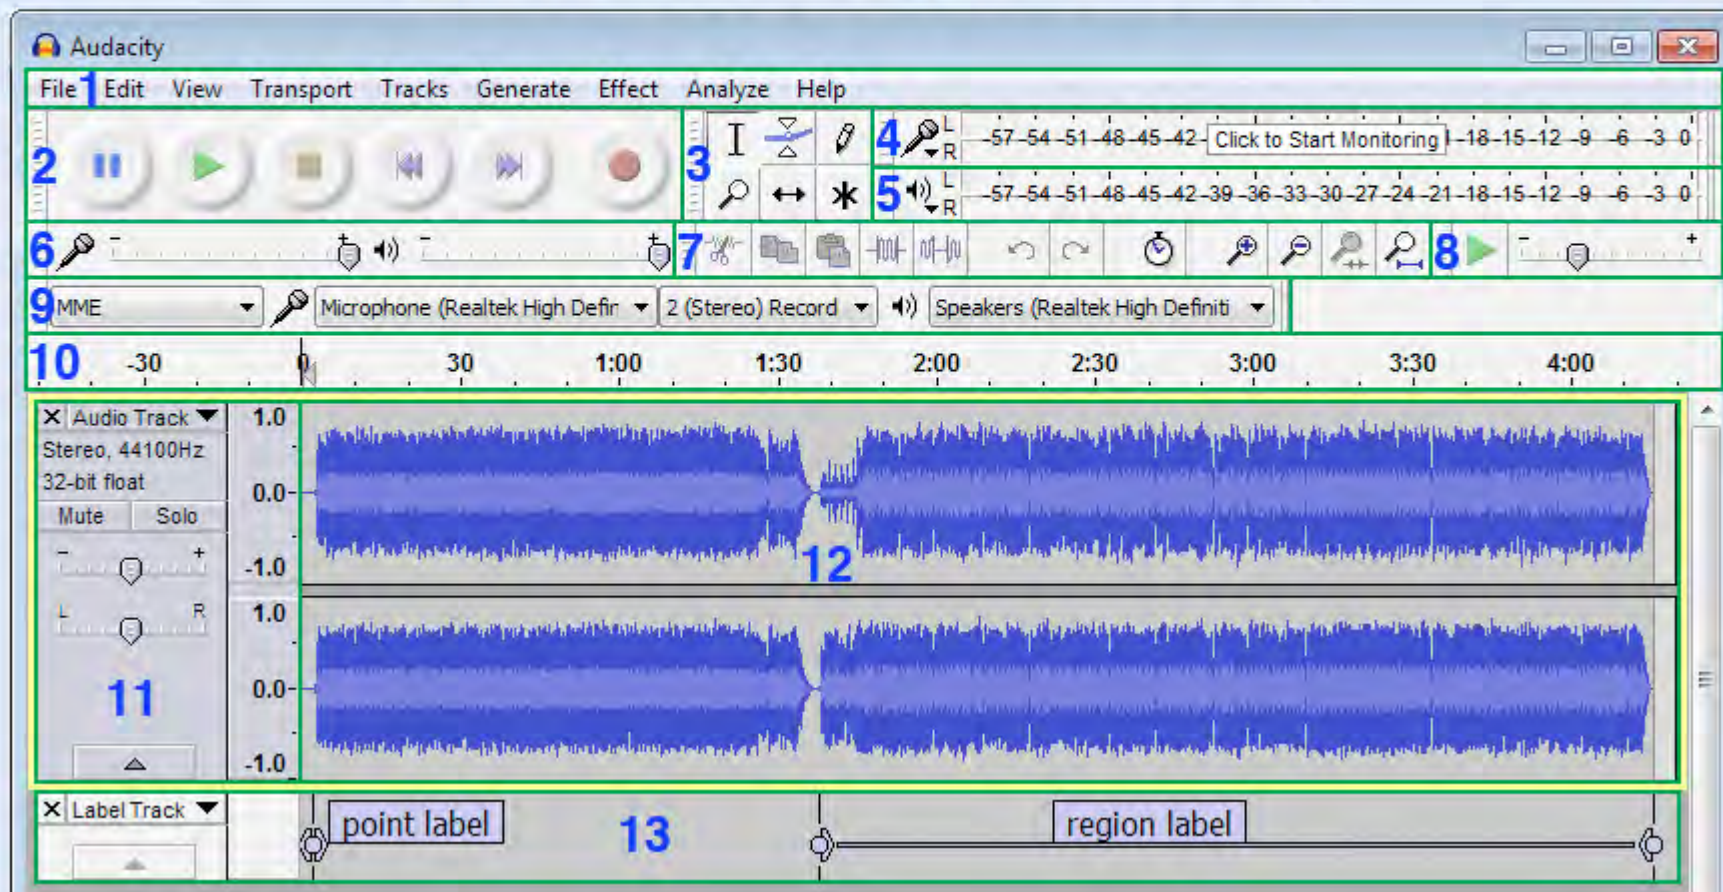 Audacity
File 1 Edit View Transport Tracks Generate Effect Analyze Help
2
3
4 L R -57 -54 -51 -48 -45 -42 - Click to Start Monitoring 1 -18 -15 -12 -9 -6 -3 0
5 L R -57 -54 -51 -48 -45 -42 -39 -36 -33 -30 -27 -24 -21 -18 -15 -12 -9 -6 -3 0
6 - + - + 7 8 - +
9 MME Microphone (Realtek High Defin 2 (Stereo) Record Speakers (Realtek High Definiti
10 -30 0 30 1:00 1:30 2:00 2:30 3:00 3:30 4:00
X Audio Track 1.0
Stereo, 44100Hz
32-bit float 0.0-
Mute Solo
- +
-1.0 12
L R 1.0
11 0.0-
-1.0
X Label Track point label 13 region label